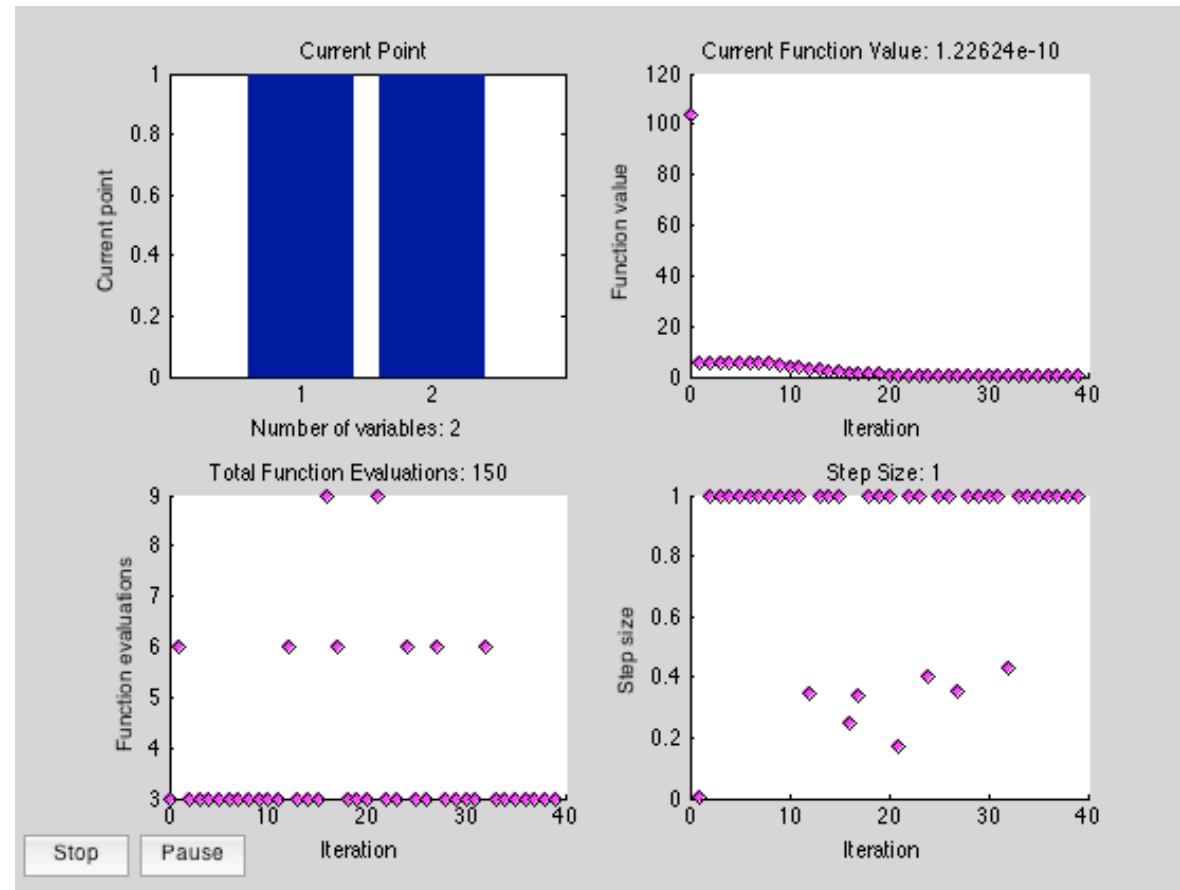 Current Point
Current point
1
0.8
0.6
0.4
0.2
0
1 2
Number of variables: 2
Current Function Value: 1.22624e-10
Function value
120
100
80
60
40
20
0
0 10 20 30 40
Iteration
Total Function Evaluations: 150
Function evaluations
9
8
7
6
5
4
3
0 10 20 30 40
Iteration
Step Size: 1
Step size
1
0.8
0.6
0.4
0.2
0
0 10 20 30 40
Iteration
Stop Pause